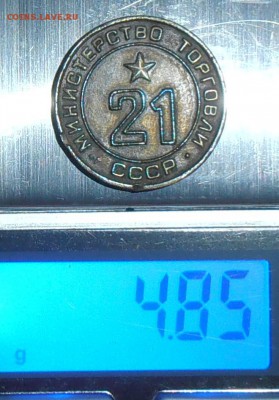 COINS.LAVE.RU
МИНИСТЕРСТВО ТОРГОВЛИ
21
СССР
4.85
g